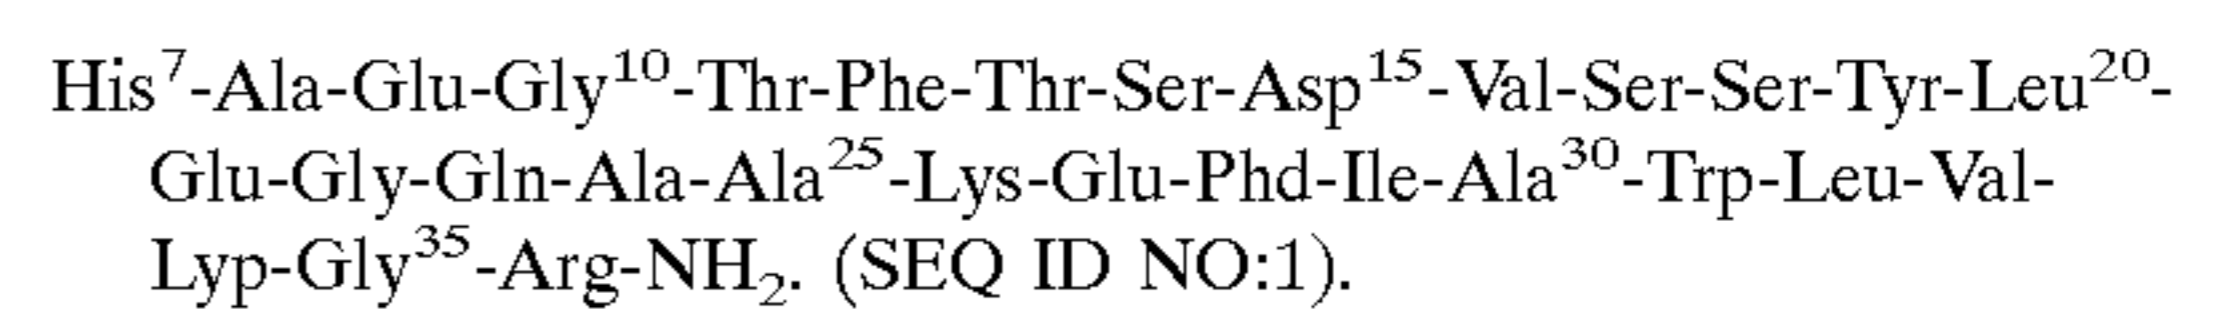 His⁷-Ala-Glu-Gly¹⁰-Thr-Phe-Thr-Ser-Asp¹⁵-Val-Ser-Ser-Tyr-Leu²⁰-
Glu-Gly-Gln-Ala-Ala²⁵-Lys-Glu-Phd-Ile-Ala³⁰-Trp-Leu-Val-
Lyp-Gly³⁵-Arg-NH₂. (SEQ ID NO:1).